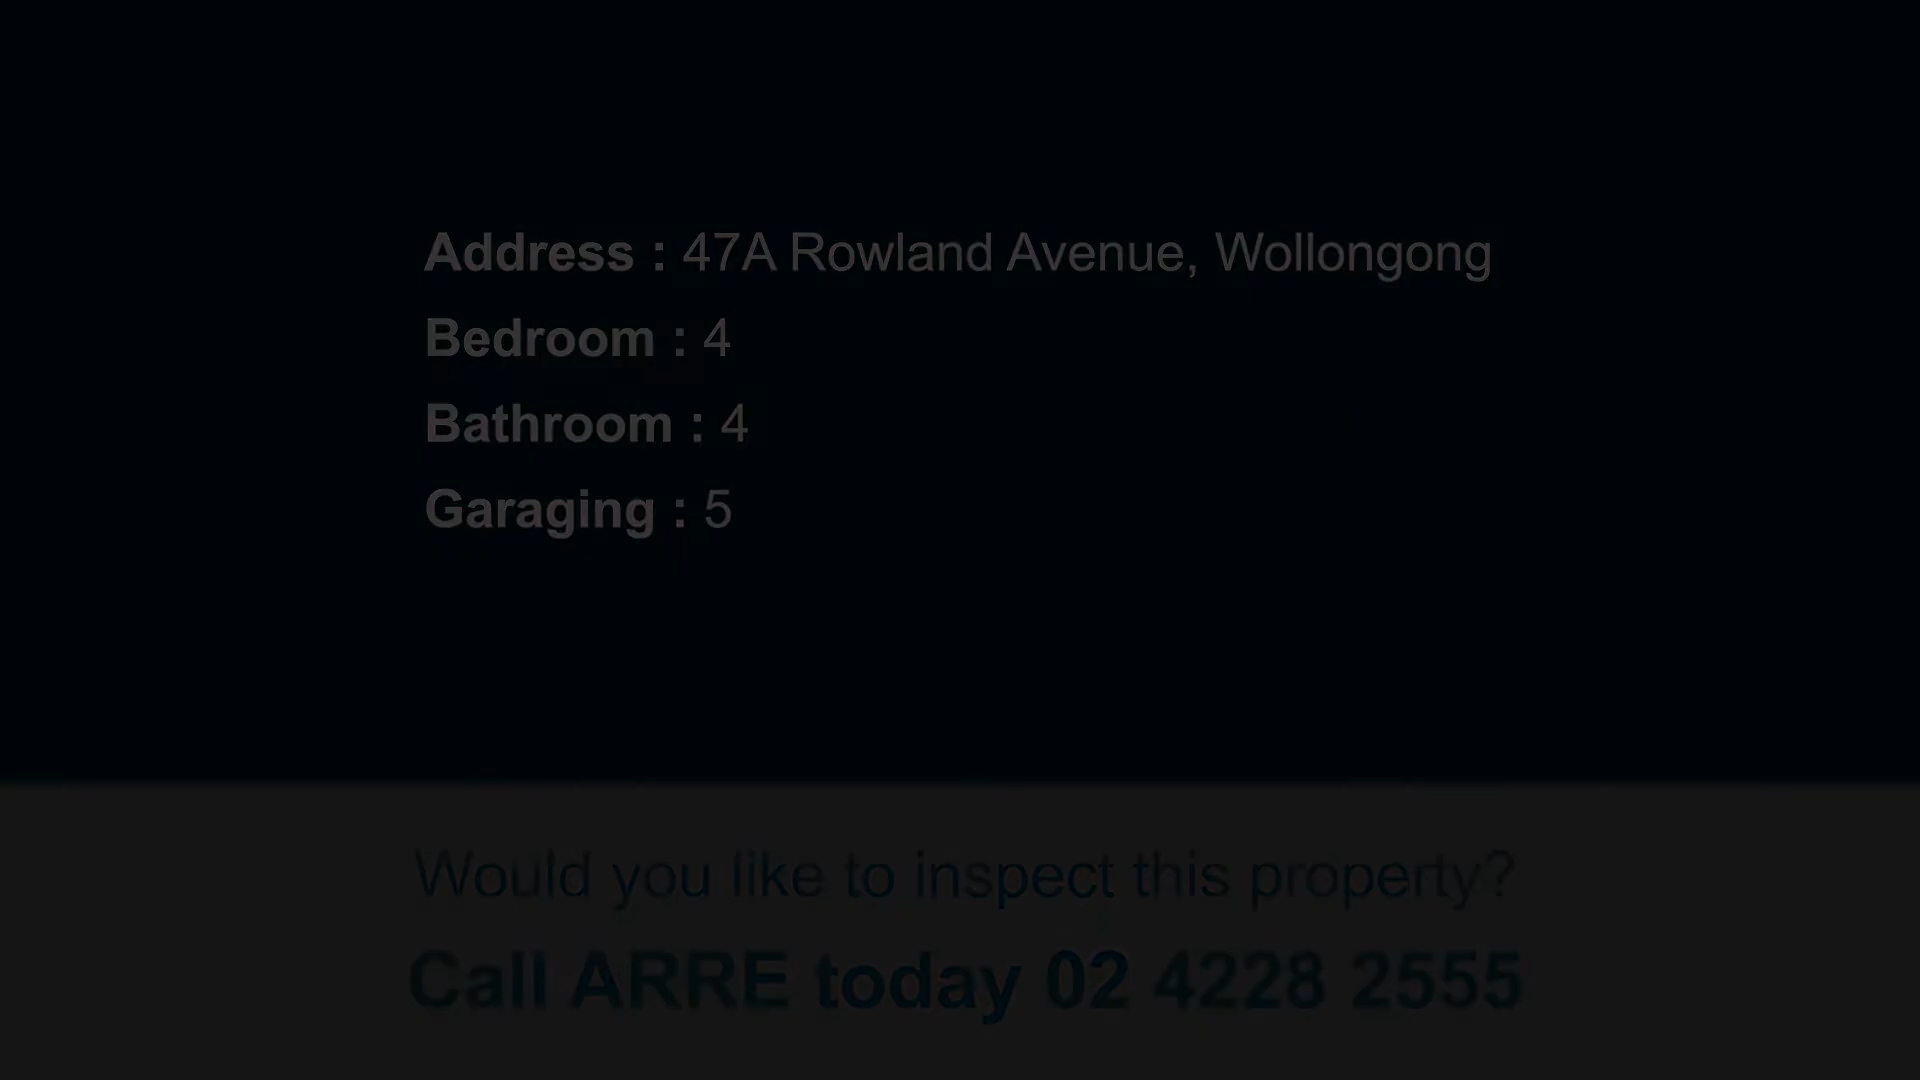 Address : 47A Rowland Avenue, Wollongong
Bedroom : 4
Bathroom : 4
Garaging : 5
Would you like to inspect this property?
Call ARRE today 02 4228 2555